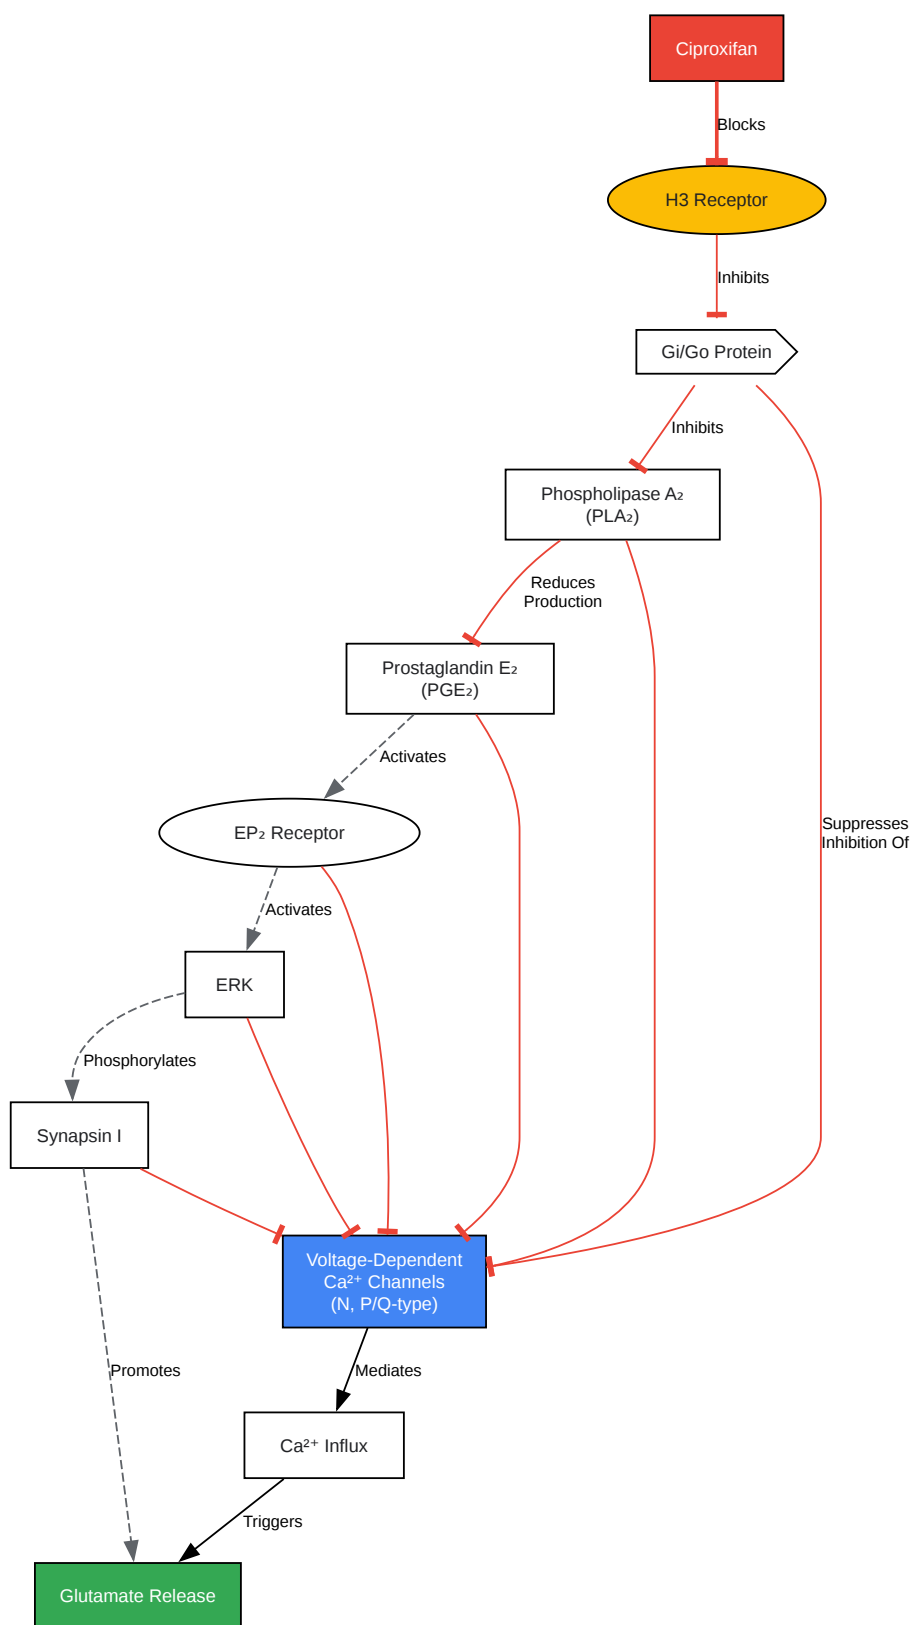 Ciproxifan
Blocks
H3 Receptor
Inhibits
Gi/Go Protein
Inhibits
Phospholipase A₂
(PLA₂)
Reduces
Production
Prostaglandin E₂
(PGE₂)
Activates
Suppresses
Inhibition Of
EP₂ Receptor
Activates
ERK
Phosphorylates
Synapsin I
Voltage-Dependent
Ca²⁺ Channels
(N, P/Q-type)
Promotes
Mediates
Ca²⁺ Influx
Triggers
Glutamate Release